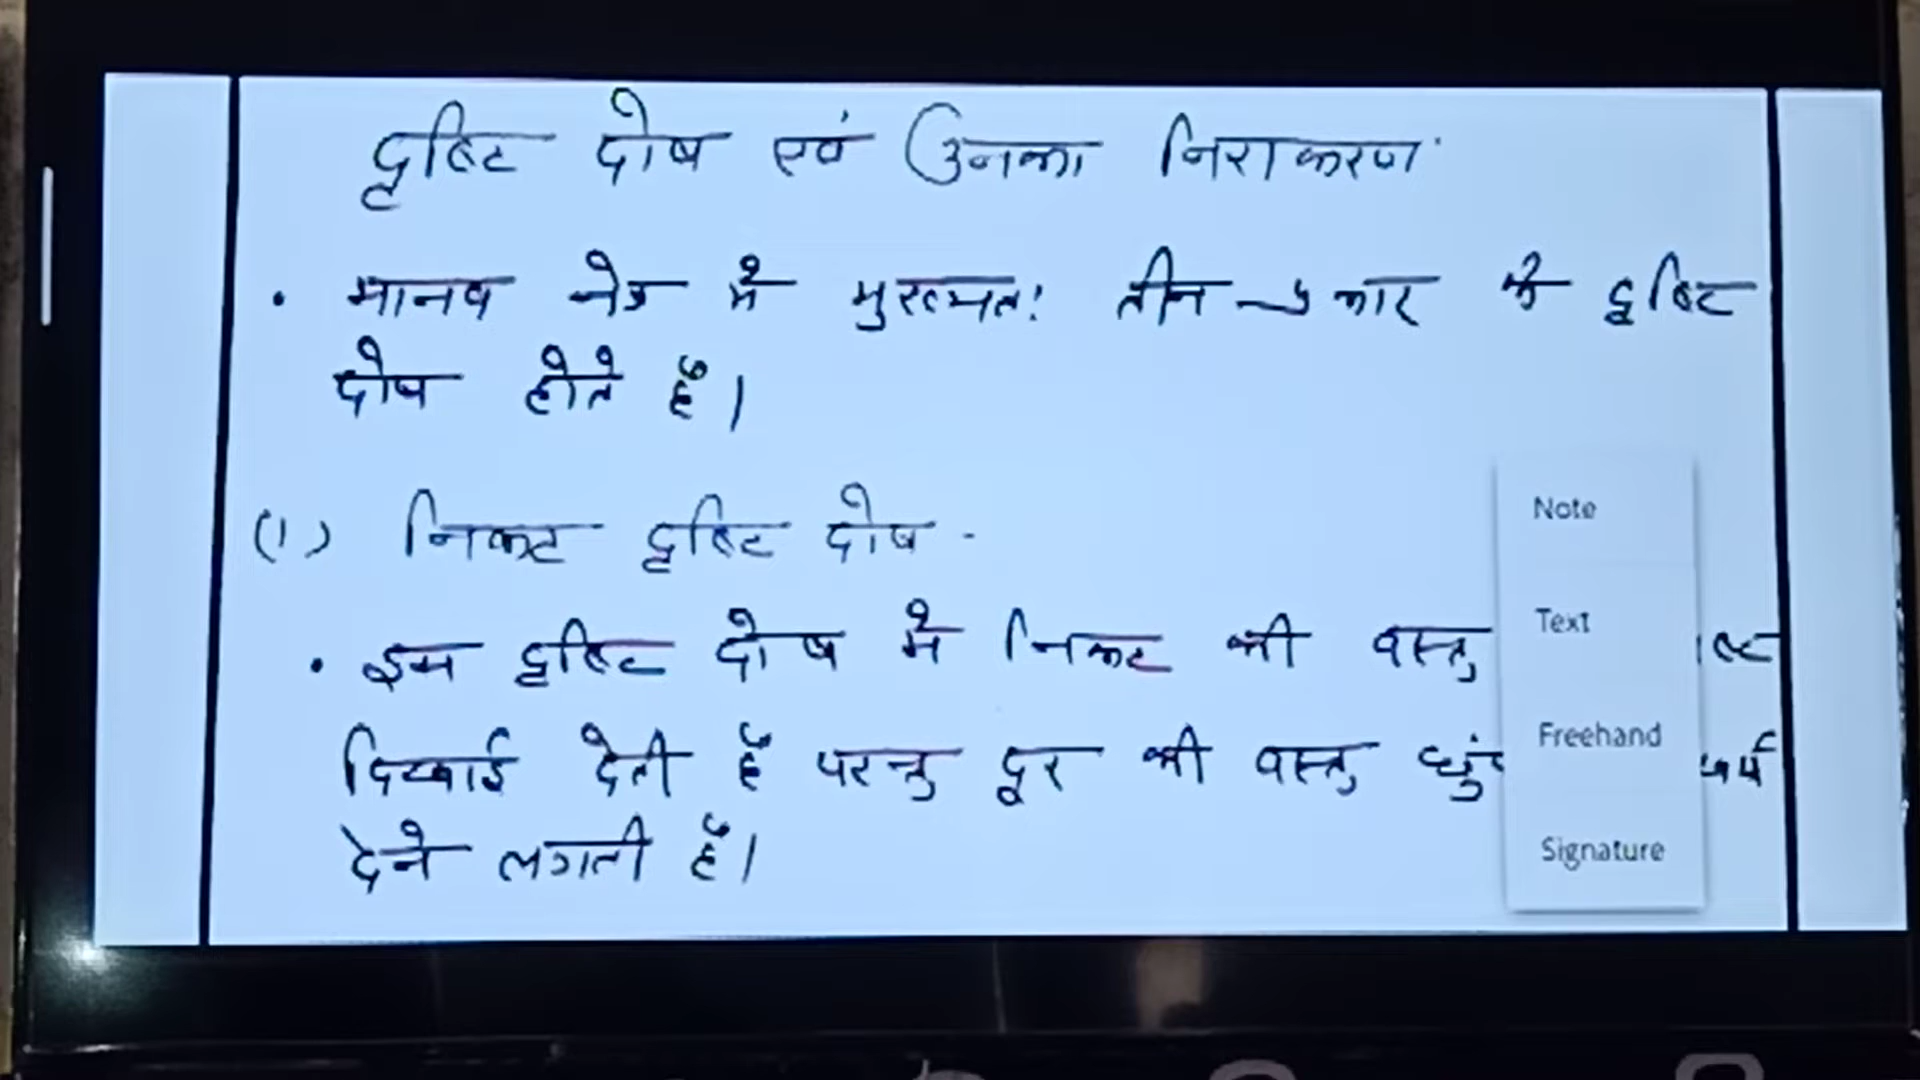 दृष्टि दोष एवं उनका निराकरण
• मानव नेत्र में मुख्यतः तीन प्रकार के दृष्टि
दोष होते हैं।
(1) निकट दृष्टि दोष -
• इस दृष्टि दोष में निकट की वस्तु
दिखाई देती है परन्तु दूर की वस्तु
देने लगती है।
Note
Text
Freehand
Signature